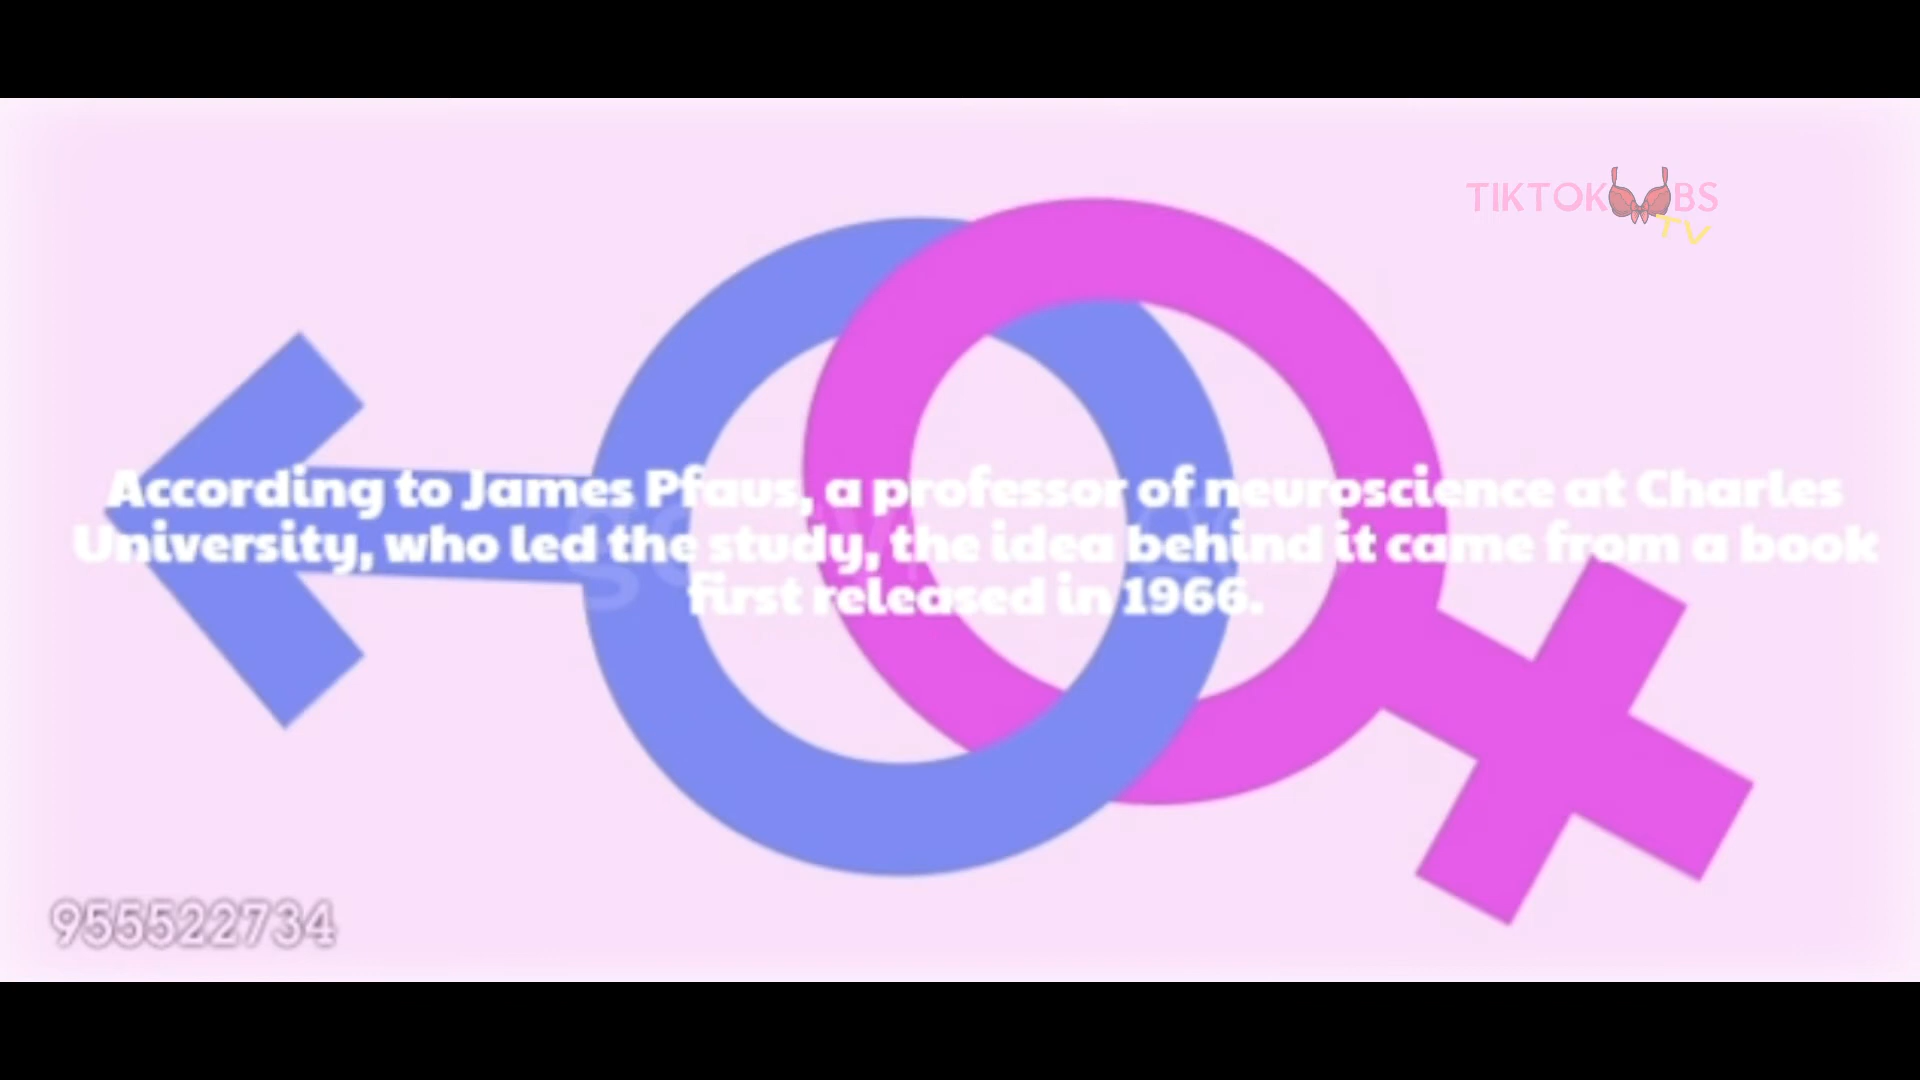 TIKTOK BS
TV
According to James Pfaus, a professor of neuroscience at Charles
University, who led the study, the idea behind it came from a book
first released in 1966.
955522734